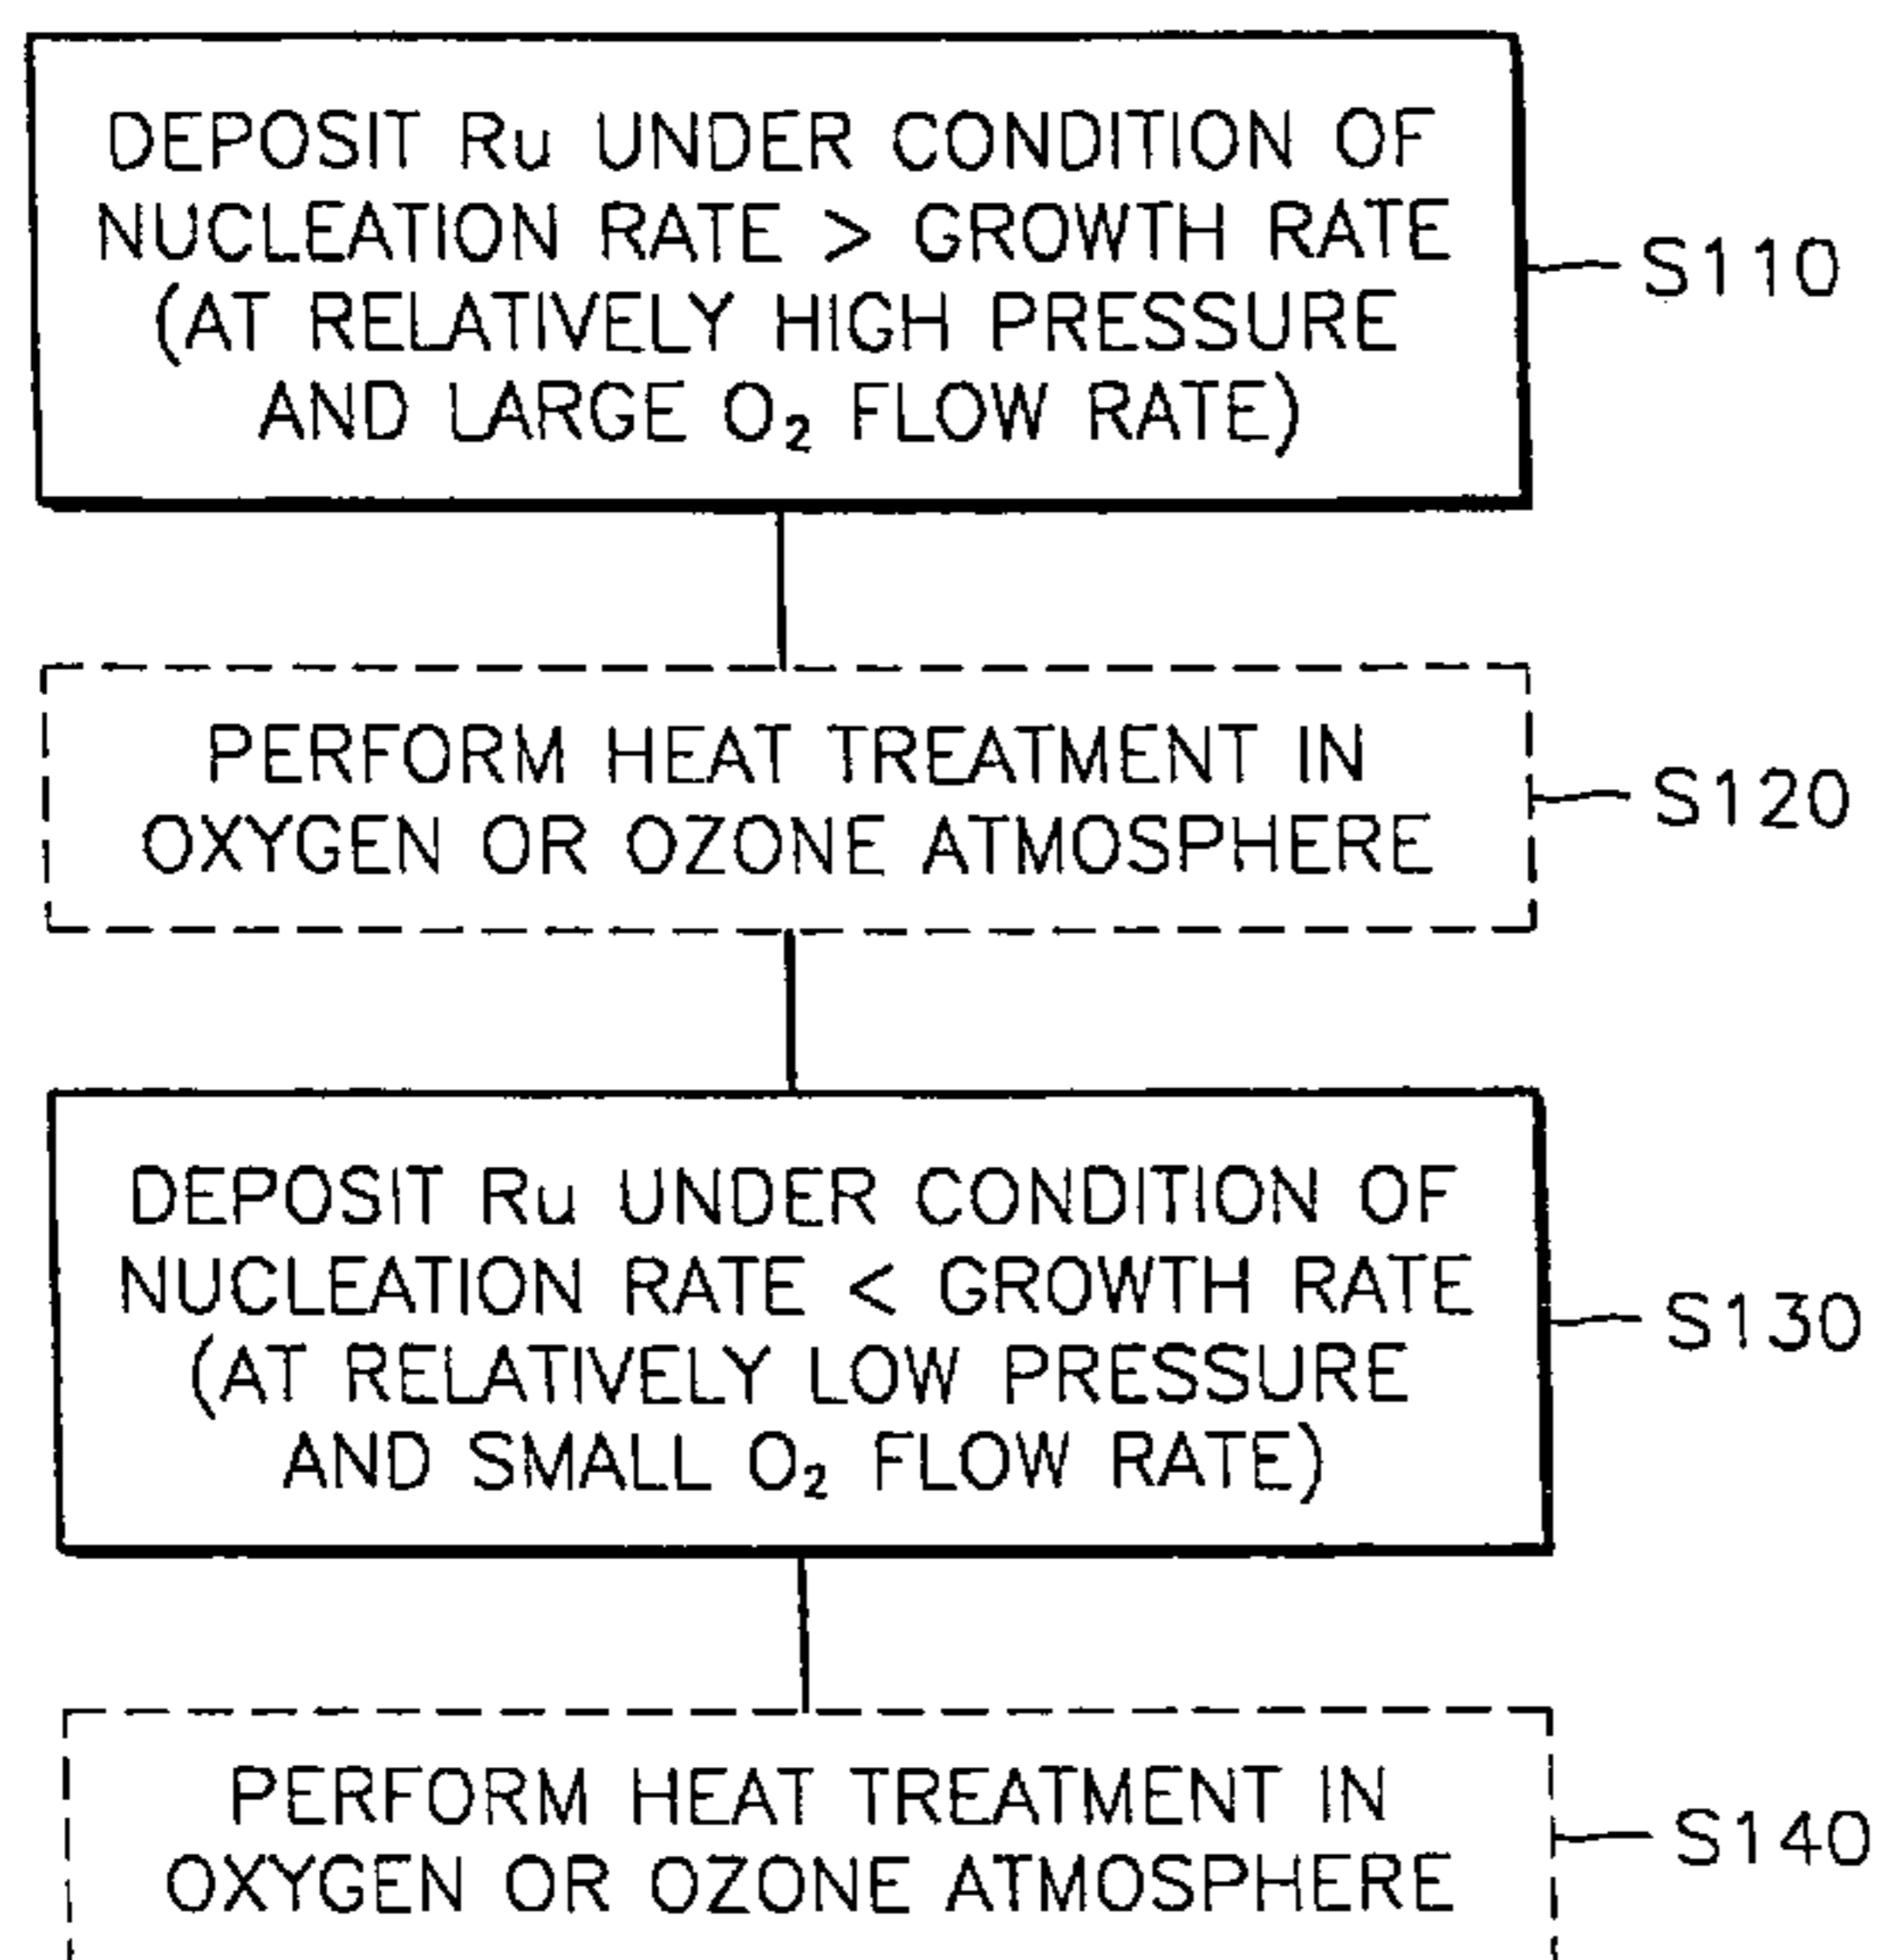 DEPOSIT Ru UNDER CONDITION OF
NUCLEATION RATE > GROWTH RATE
(AT RELATIVELY HIGH PRESSURE
AND LARGE O₂ FLOW RATE)
S110
PERFORM HEAT TREATMENT IN
OXYGEN OR OZONE ATMOSPHERE
S120
DEPOSIT Ru UNDER CONDITION OF
NUCLEATION RATE < GROWTH RATE
(AT RELATIVELY LOW PRESSURE
AND SMALL O₂ FLOW RATE)
S130
PERFORM HEAT TREATMENT IN
OXYGEN OR OZONE ATMOSPHERE
S140